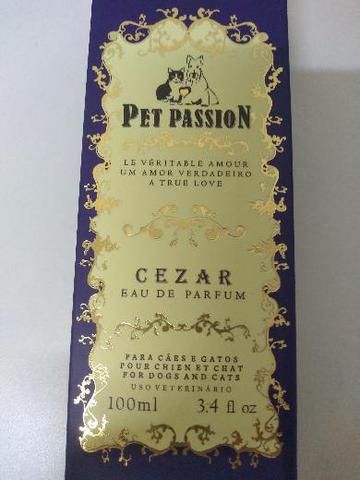 PET PASSION
LE VÉRITABLE AMOUR
UM AMOR VERDADEIRO
A TRUE LOVE
CEZAR
EAU DE PARFUM
PARA CÃES E GATOS
POUR CHIEN ET CHAT
FOR DOGS AND CATS
USO VETERINÁRIO
100ml 3.4 fl oz